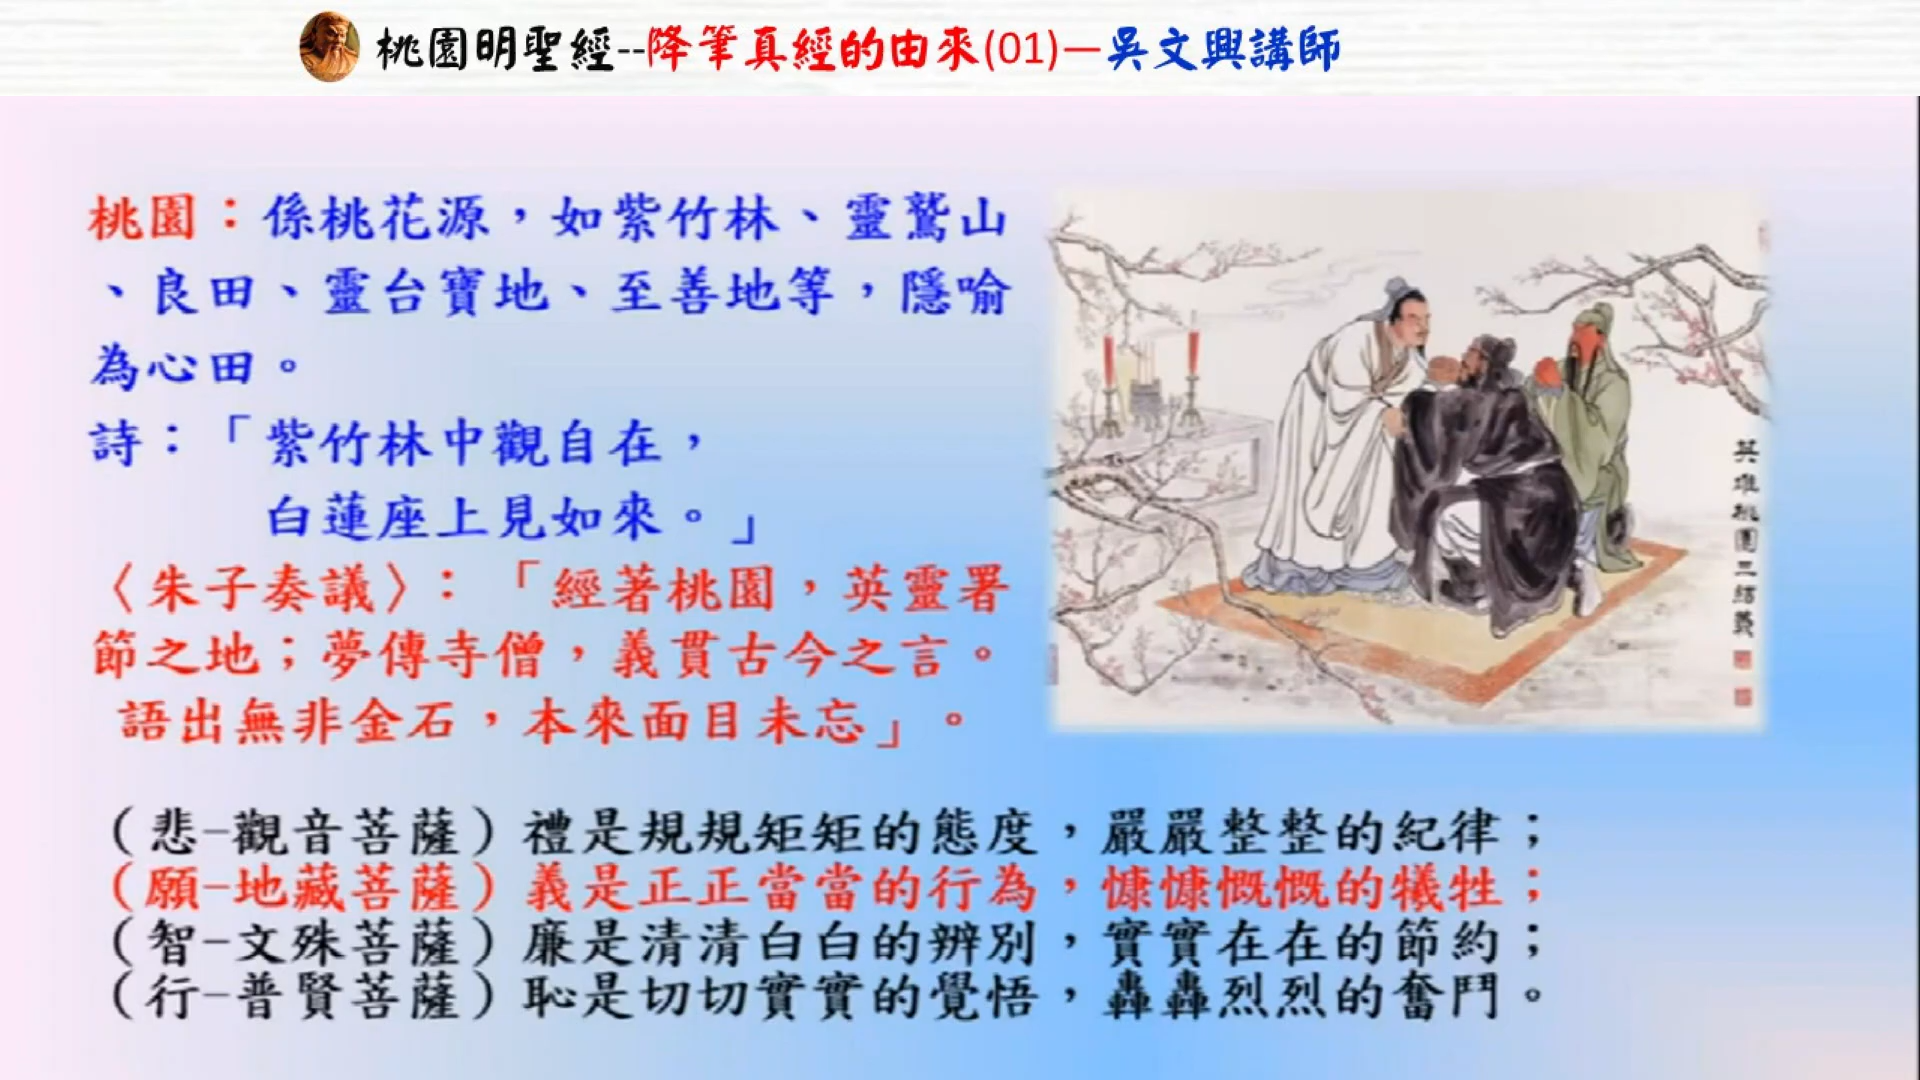 桃園明聖經--降筆真經的由來(01)—吳文興講師
桃園：係桃花源，如紫竹林、靈鷲山
、良田、靈台寶地、至善地等，隱喻
為心田。
詩：「紫竹林中觀自在，
白蓮座上見如來。」
〈朱子奏議〉：「經著桃園，英靈署
節之地；夢傳寺僧，義貫古今之言。
語出無非金石，本來面目未忘」。
英雄桃園三結義
（悲-觀音菩薩）禮是規規矩矩的態度，嚴嚴整整的紀律；
（願-地藏菩薩）義是正正當當的行為，慷慷慨慨的犧牲；
（智-文殊菩薩）廉是清清白白的辨別，實實在在的節約；
（行-普賢菩薩）恥是切切實實的覺悟，轟轟烈烈的奮鬥。